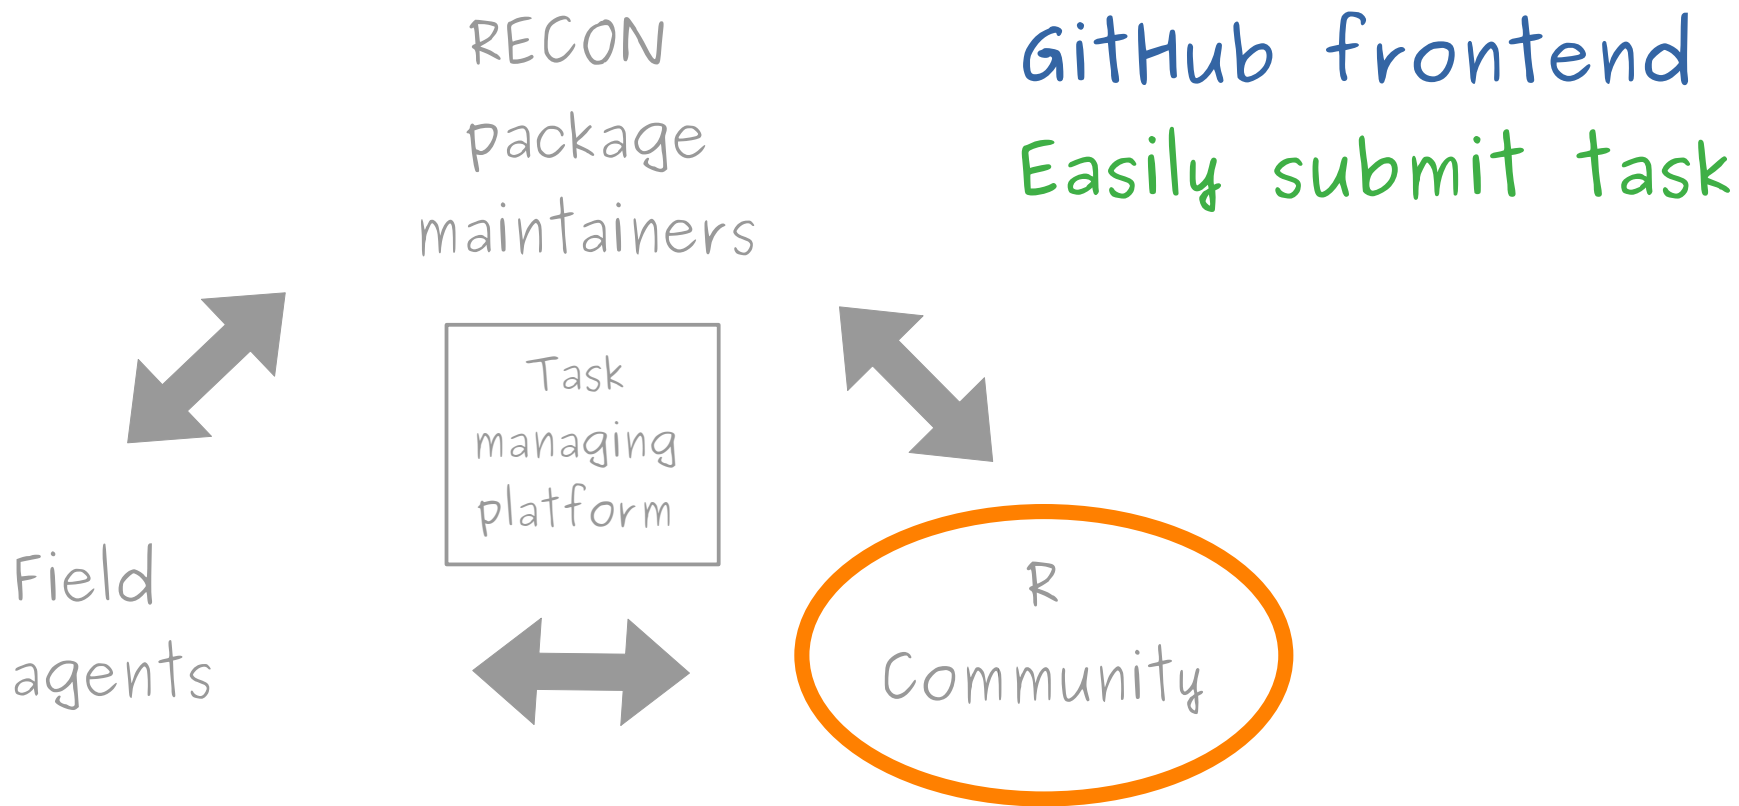 RECON
package
maintainers
GitHub frontend
Easily submit task
Task
managing
platform
Field
agents
R
Community